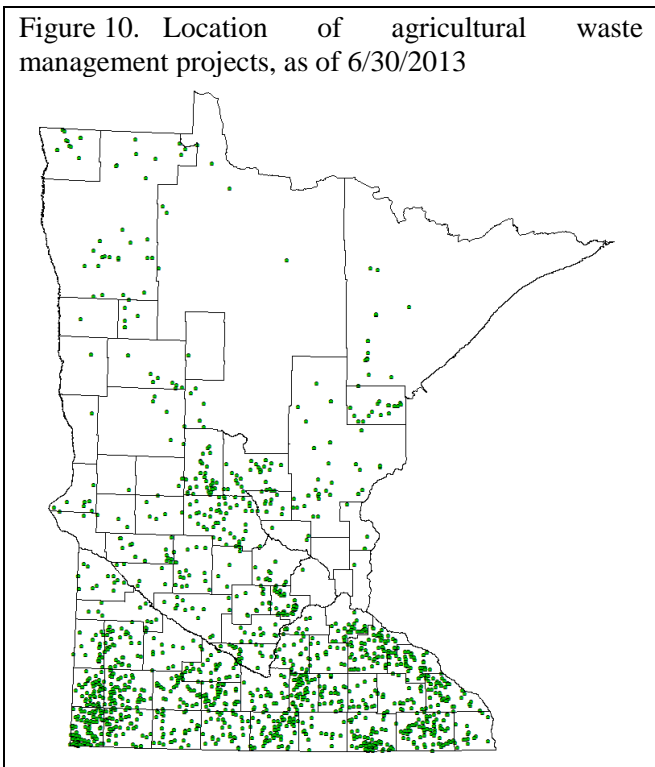 Figure 10. Location of agricultural waste
management projects, as of 6/30/2013